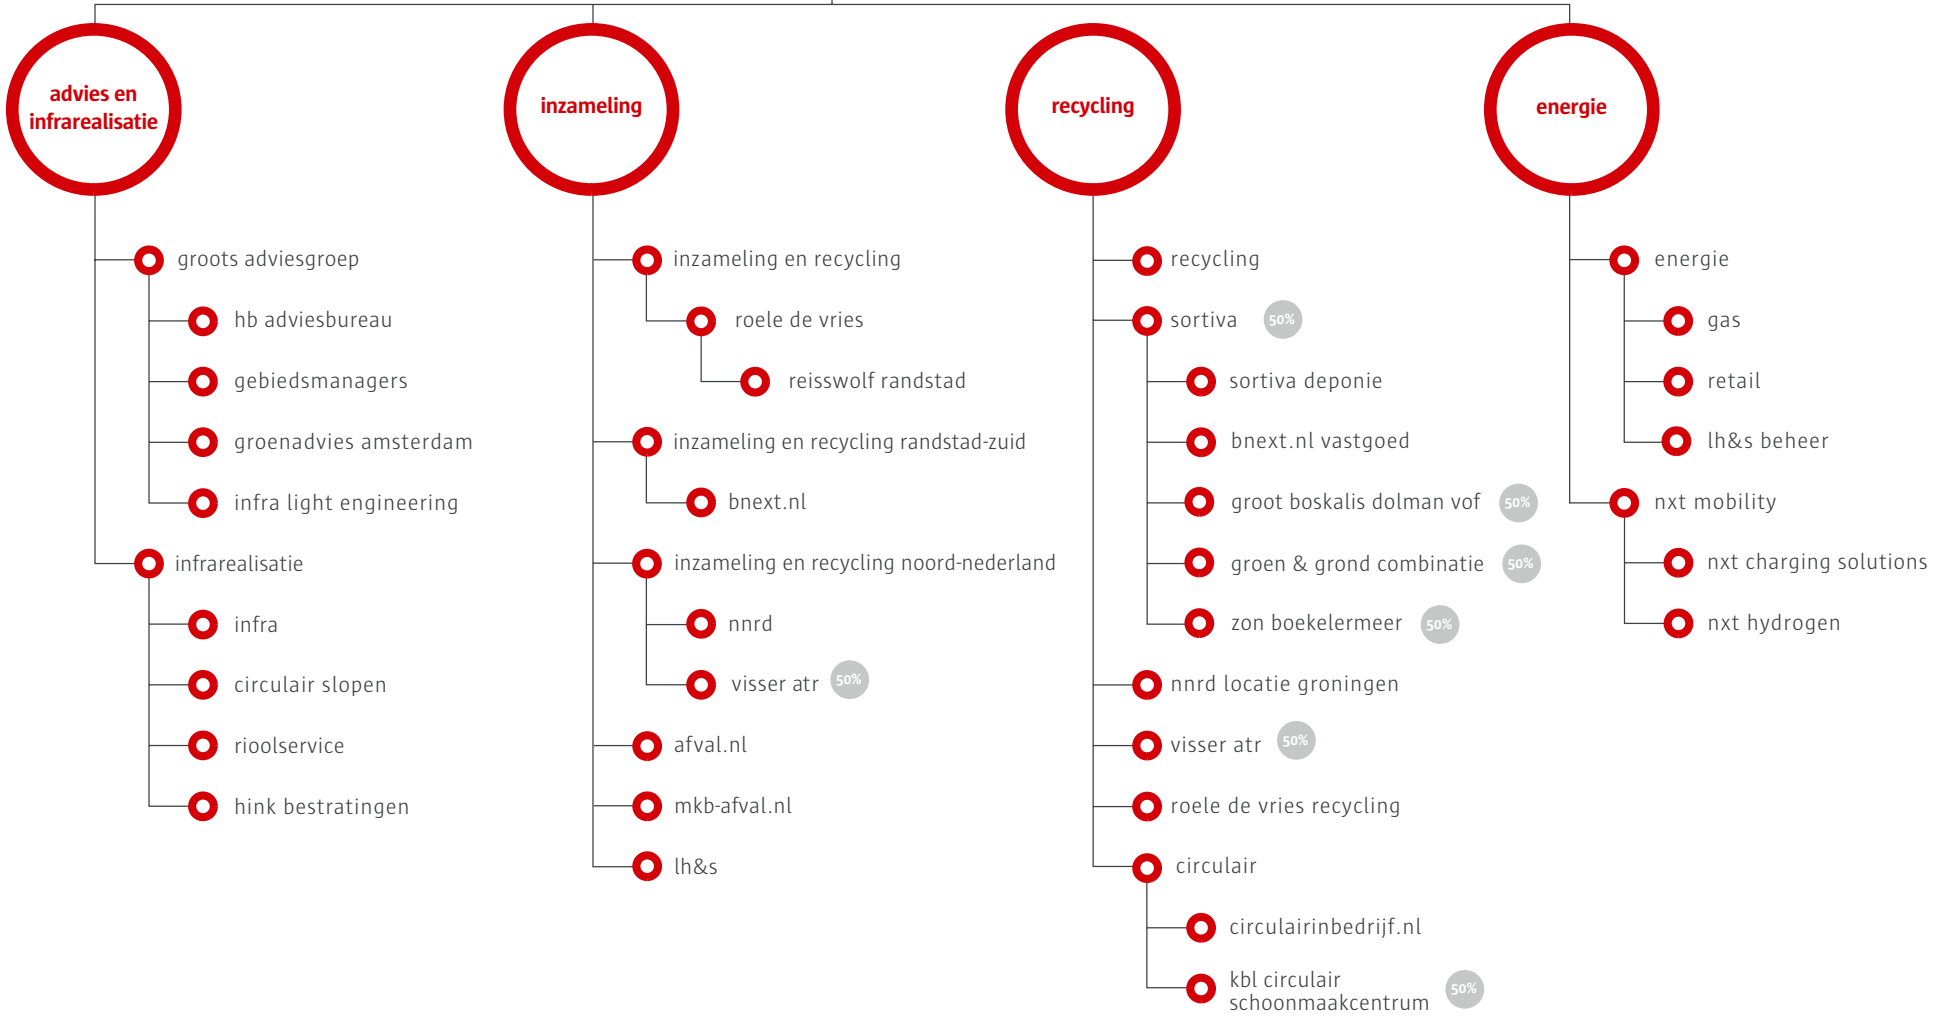 advies en
infrarealisatie
groots adviesgroep
hb adviesbureau
gebiedsmanagers
groenadvies amsterdam
infra light engineering
infrarealisatie
infra
circulair slopen
rioolservice
hink bestratingen
inzameling
inzameling en recycling
roele de vries
reisswolf randstad
inzameling en recycling randstad-zuid
bnext.nl
inzameling en recycling noord-nederland
nnrd
visser atr 50%
afval.nl
mkb-afval.nl
lh&s
recycling
recycling
sortiva 50%
sortiva deponie
bnext.nl vastgoed
groot boskalis dolman vof 50%
groen & grond combinatie 50%
zon boekelermeer 50%
nnrd locatie groningen
visser atr 50%
roele de vries recycling
circulair
circulairinbedrijf.nl
kbl circulair
schoonmaakcentrum 50%
energie
energie
gas
retail
lh&s beheer
nxt mobility
nxt charging solutions
nxt hydrogen